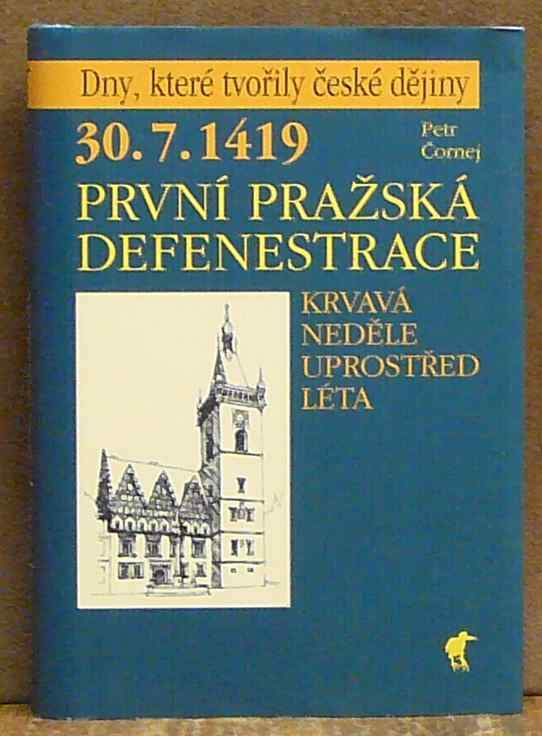 Dny, které tvořily české dějiny
30.7.1419
Petr
Čornej
PRVNÍ PRAŽSKÁ
DEFENESTRACE
KRVAVÁ
NEDĚLE
UPROSTŘED
LÉTA